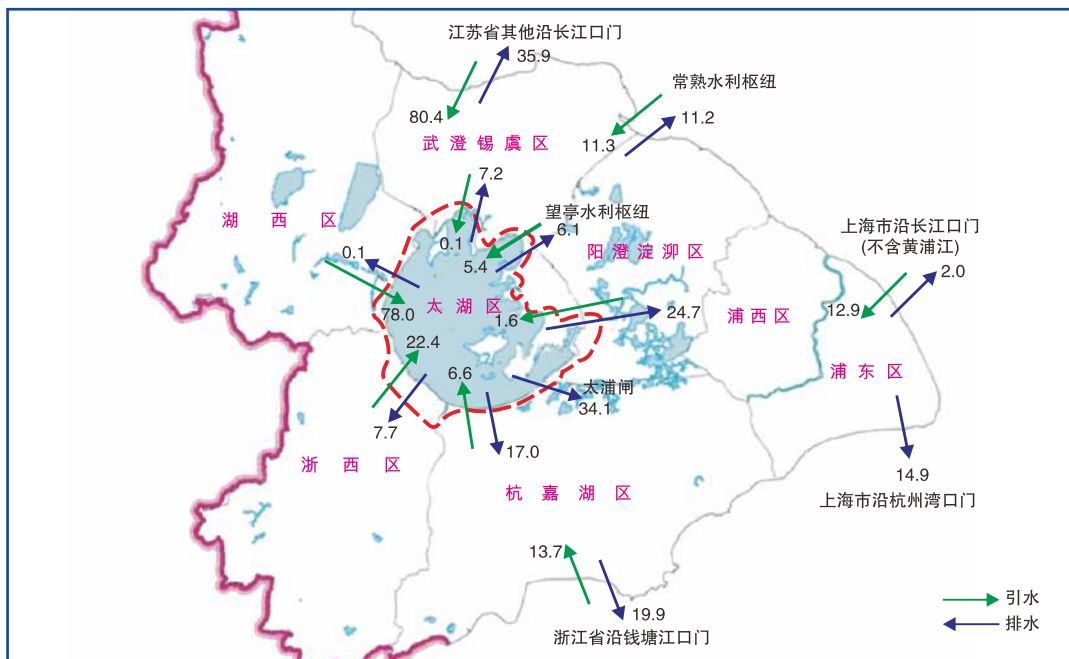 江苏省其他沿长江口门
35.9
80.4
常熟水利枢纽
11.2
11.3
武澄锡虞区
7.2
0.1
望亭水利枢纽
6.1
5.4
湖西区
0.1
78.0
太湖区
阳澄淀泖区
1.6
24.7
上海市沿长江口门
(不含黄浦江)
2.0
12.9
浦西区
浦东区
22.4
6.6
太浦闸
34.1
7.7
17.0
浙西区
杭嘉湖区
14.9
上海市沿杭州湾口门
13.7
19.9
浙江省沿钱塘江口门
引水
排水